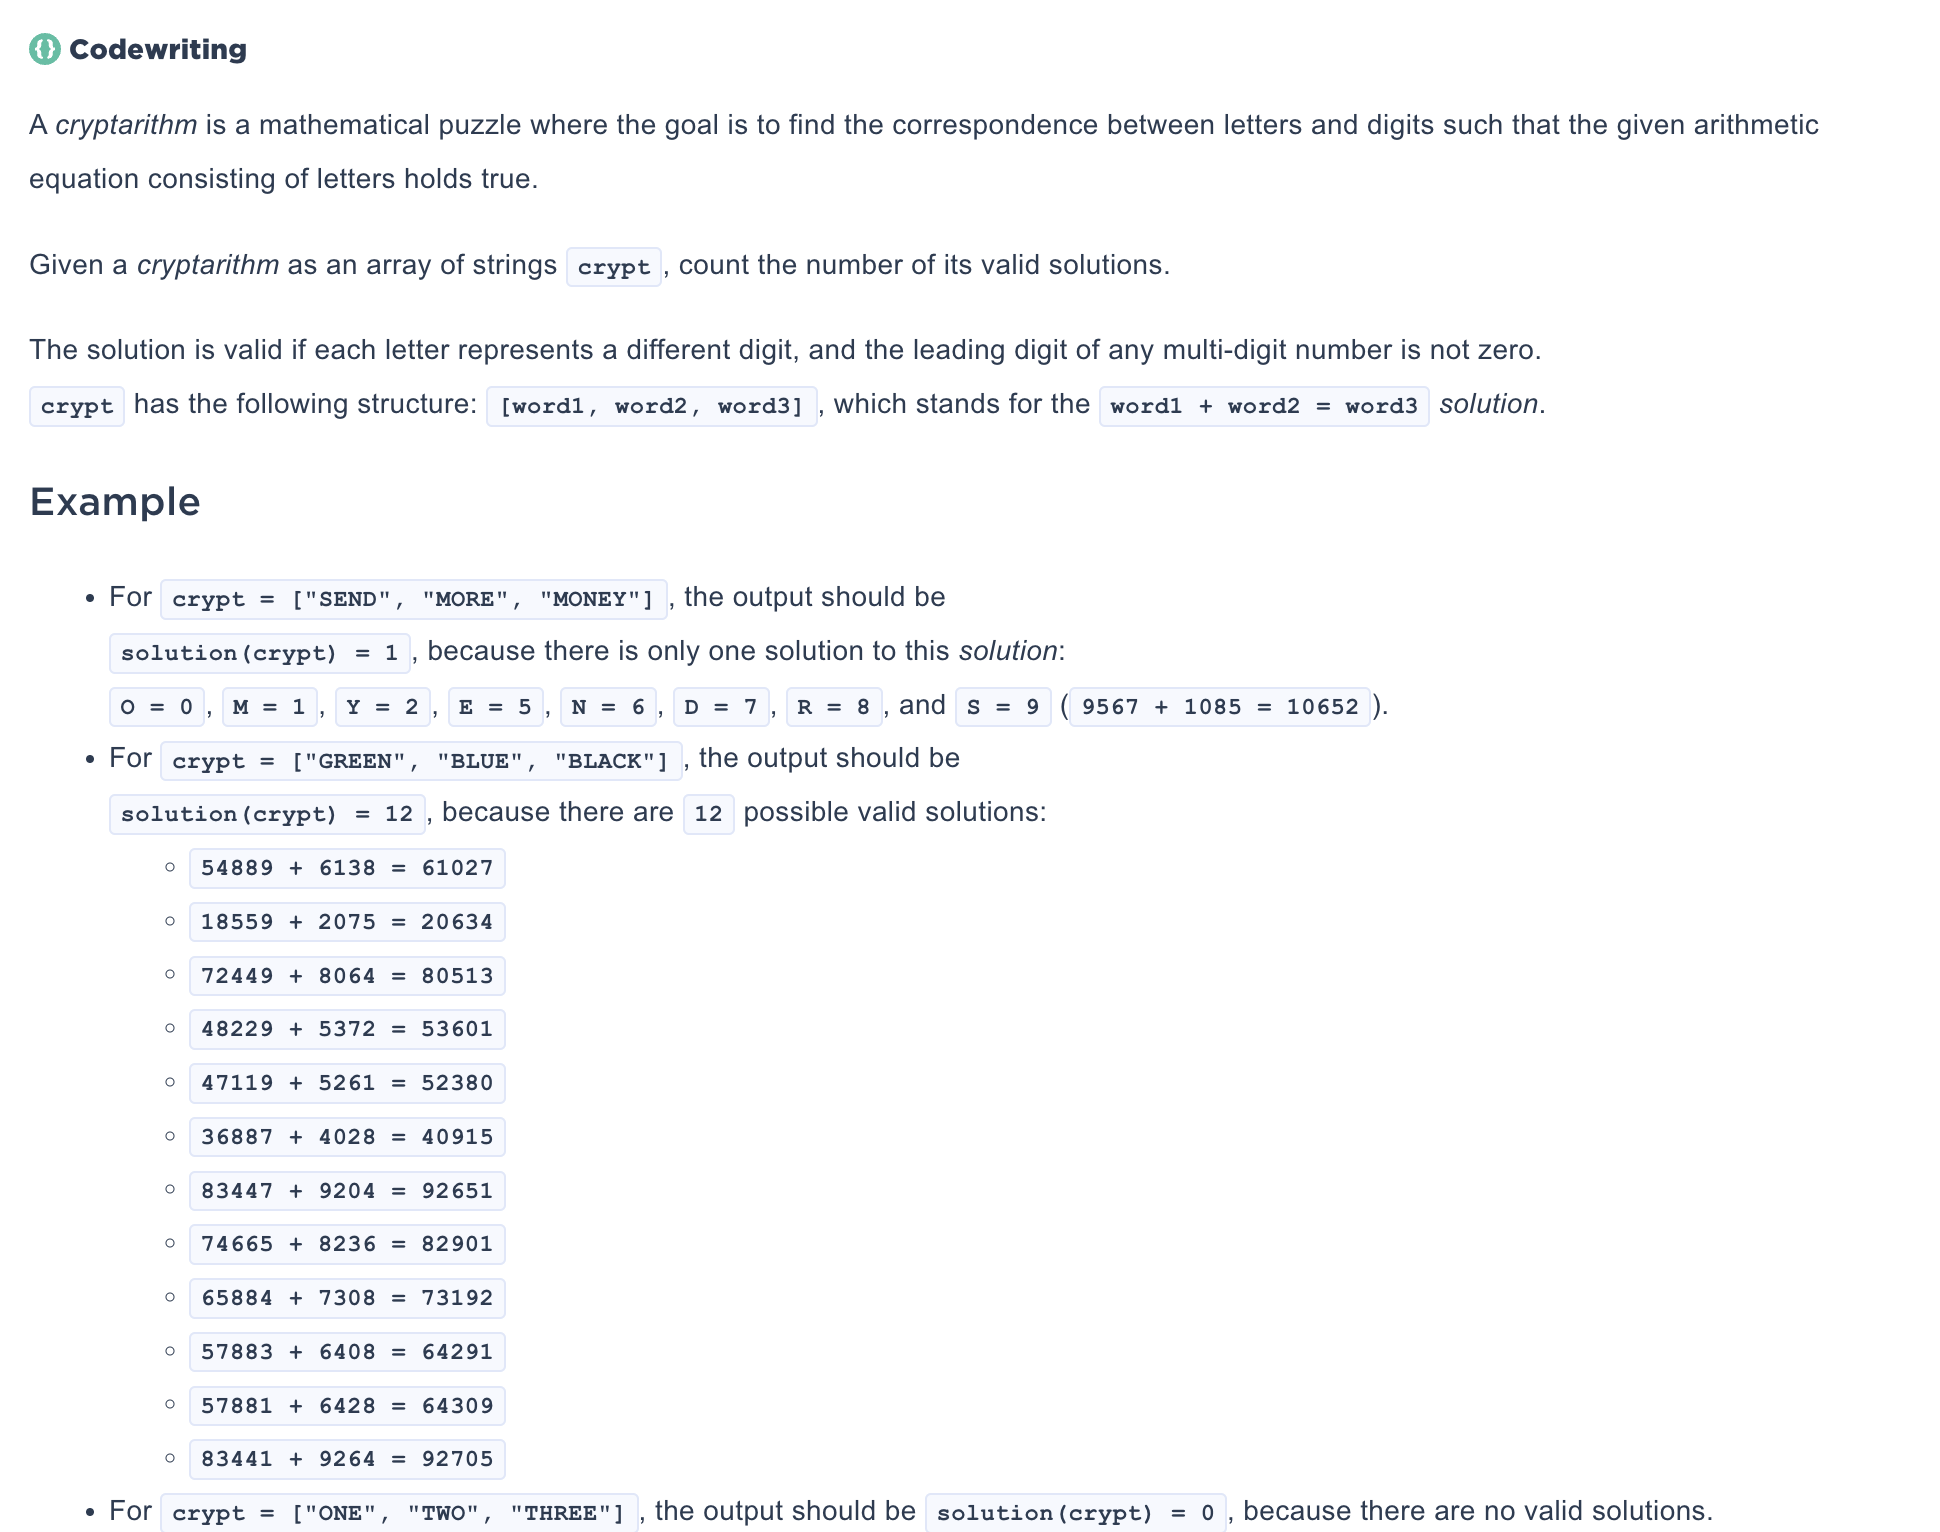 Codewriting
A cryptarithm is a mathematical puzzle where the goal is to find the correspondence between letters and digits such that the given arithmetic
equation consisting of letters holds true.
Given a cryptarithm as an array of strings crypt, count the number of its valid solutions.
The solution is valid if each letter represents a different digit, and the leading digit of any multi-digit number is not zero.
crypt has the following structure: [word1, word2, word3], which stands for the word1 + word2 = word3 solution.
Example
• For crypt = ["SEND", "MORE", "MONEY"], the output should be
solution(crypt) = 1, because there is only one solution to this solution:
O = 0, M = 1, Y = 2, E = 5, N = 6, D = 7, R = 8, and S = 9 (9567 + 1085 = 10652).
• For crypt = ["GREEN", "BLUE", "BLACK"], the output should be
solution(crypt) = 12, because there are 12 possible valid solutions:
◦ 54889 + 6138 = 61027
◦ 18559 + 2075 = 20634
◦ 72449 + 8064 = 80513
◦ 48229 + 5372 = 53601
◦ 47119 + 5261 = 52380
◦ 36887 + 4028 = 40915
◦ 83447 + 9204 = 92651
◦ 74665 + 8236 = 82901
◦ 65884 + 7308 = 73192
◦ 57883 + 6408 = 64291
◦ 57881 + 6428 = 64309
◦ 83441 + 9264 = 92705
• For crypt = ["ONE", "TWO", "THREE"], the output should be solution(crypt) = 0, because there are no valid solutions.